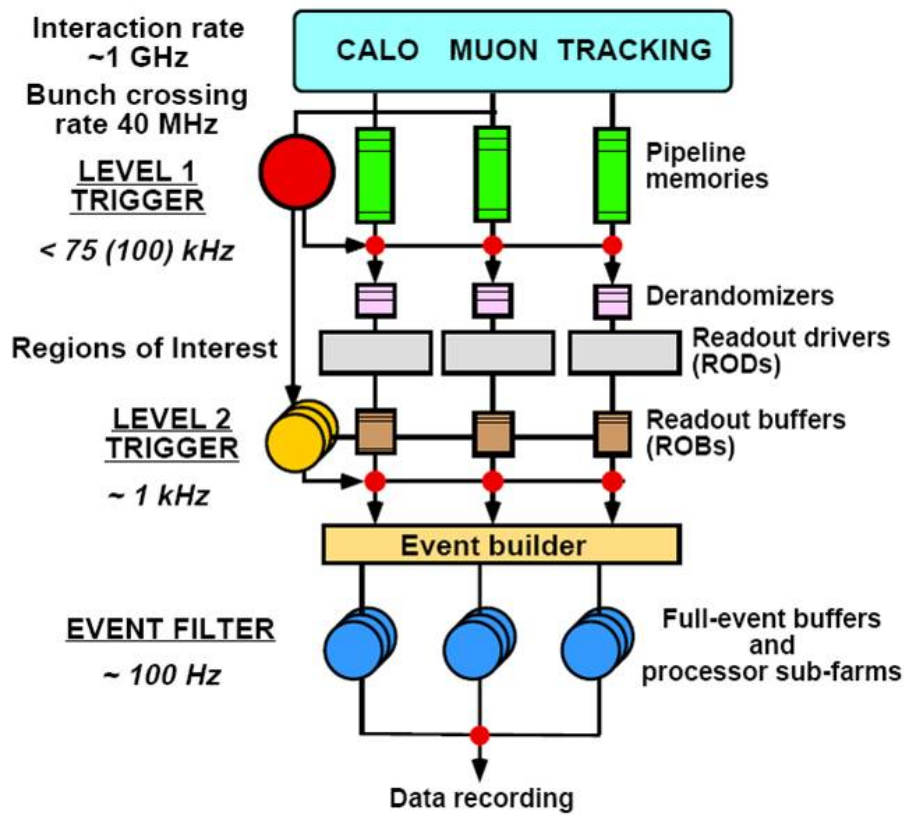 Interaction rate
~1 GHz
CALO MUON TRACKING
Bunch crossing
rate 40 MHz
LEVEL 1
TRIGGER
Pipeline
memories
< 75 (100) kHz
Derandomizers
Regions of Interest
Readout drivers
(RODs)
LEVEL 2
TRIGGER
Readout buffers
(ROBs)
~ 1 kHz
Event builder
EVENT FILTER
~ 100 Hz
Full-event buffers
and
processor sub-farms
Data recording